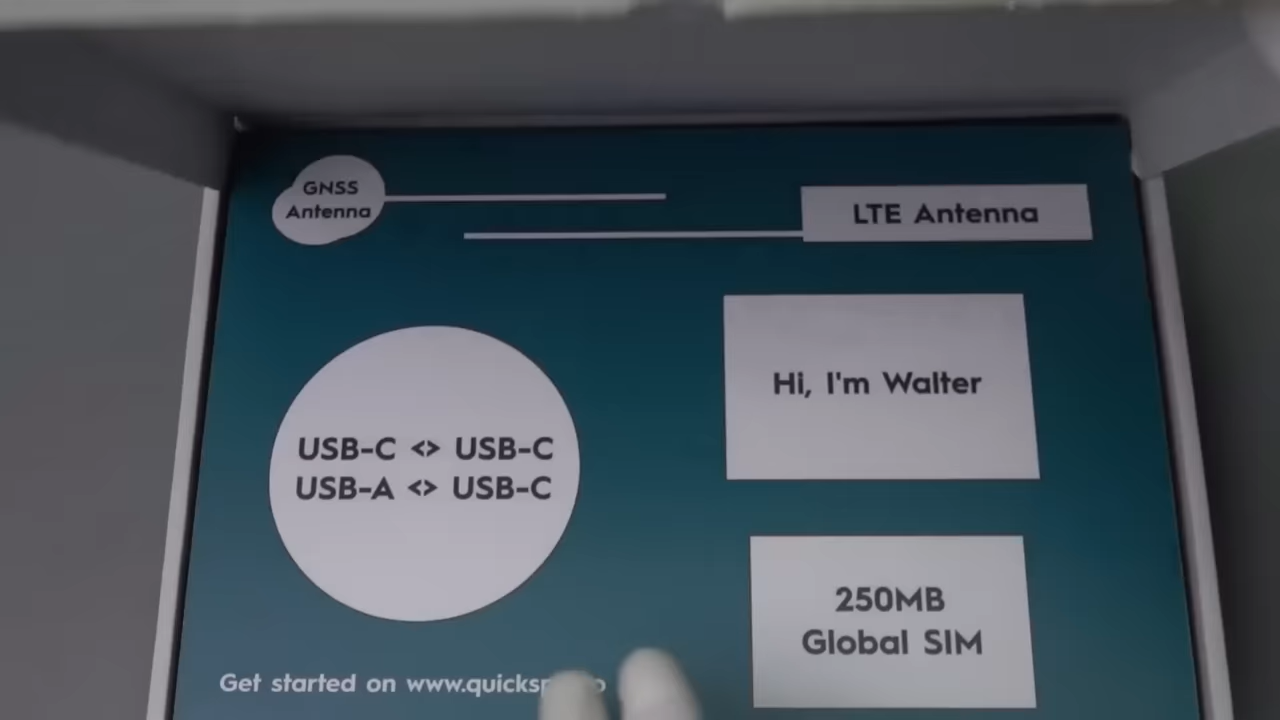 GNSS
Antenna
LTE Antenna
Hi, I'm Walter
USB-C <> USB-C
USB-A <> USB-C
250MB
Global SIM
Get started on